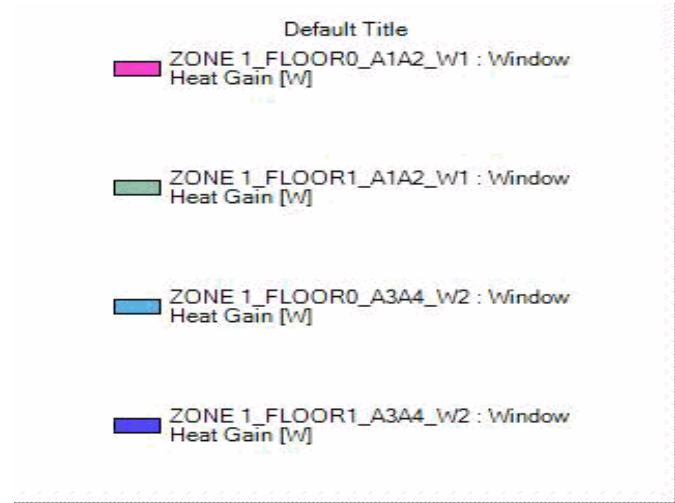 Default Title
ZONE 1_FLOOR0_A1A2_W1 : Window
Heat Gain [W]
ZONE 1_FLOOR1_A1A2_W1 : Window
Heat Gain [W]
ZONE 1_FLOOR0_A3A4_W2 : Window
Heat Gain [W]
ZONE 1_FLOOR1_A3A4_W2 : Window
Heat Gain [W]